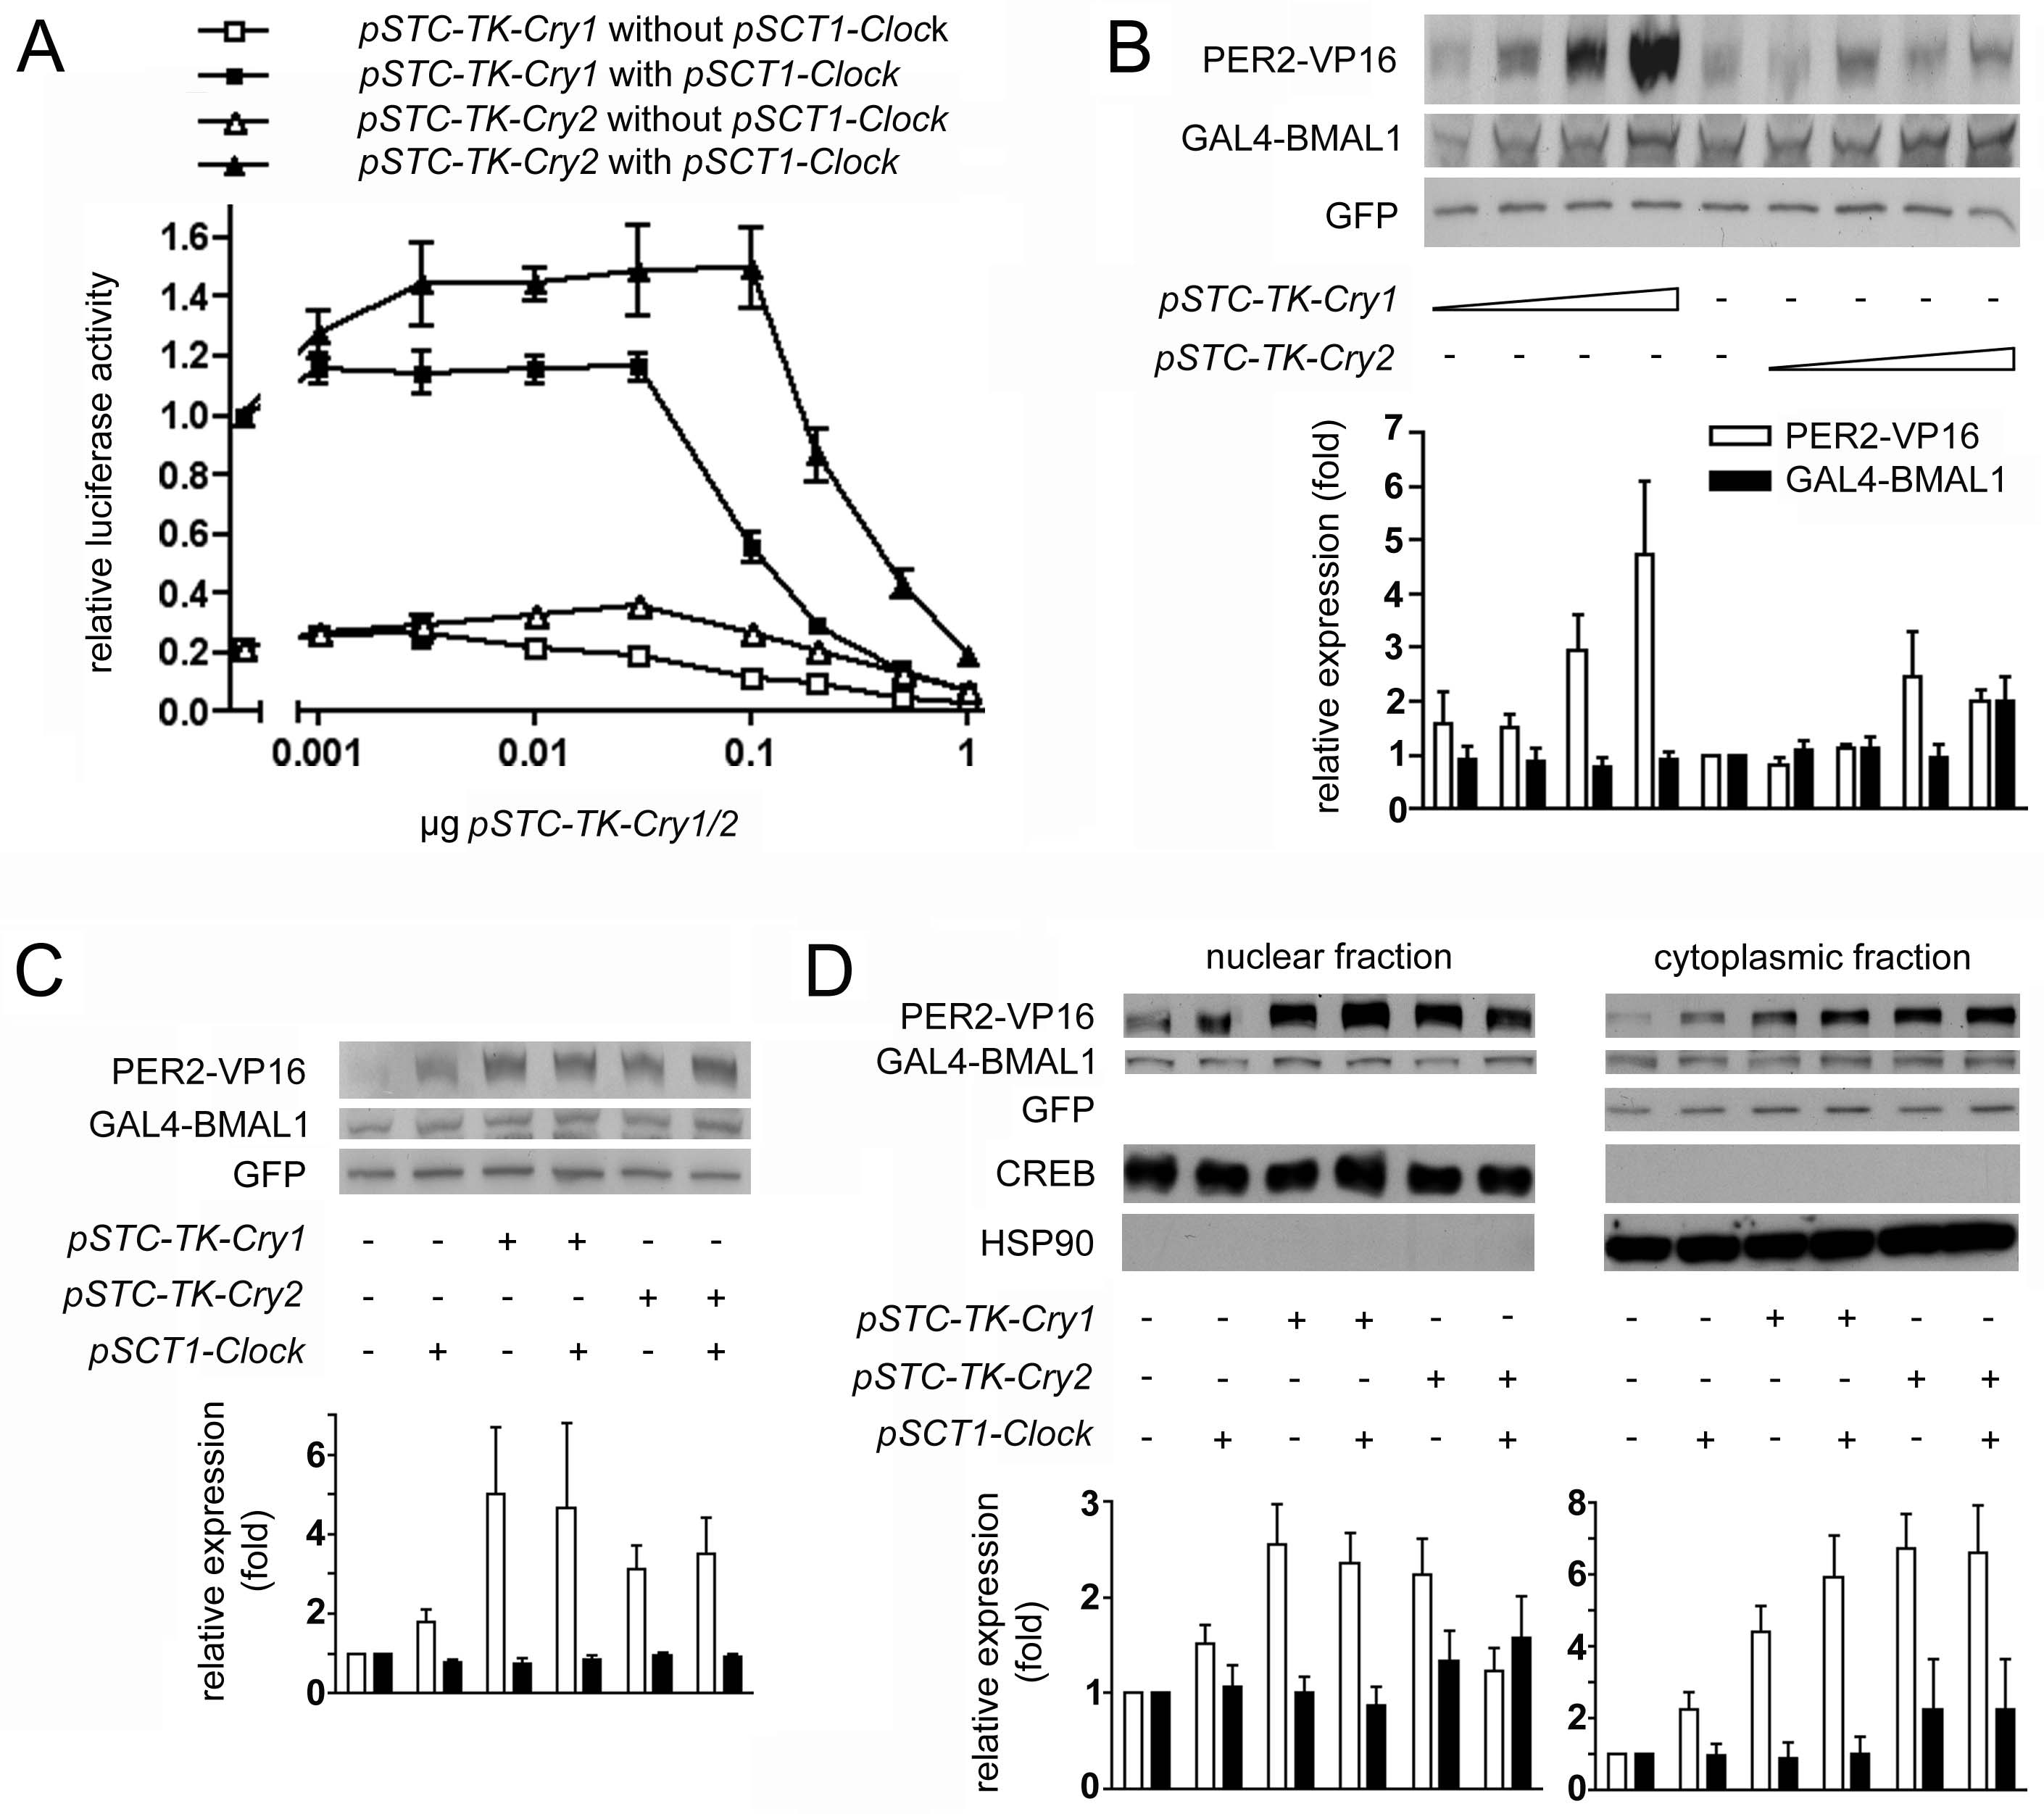 A
pSTC-TK-Cry1 without pSCT1-Clock
pSTC-TK-Cry1 with pSCT1-Clock
pSTC-TK-Cry2 without pSCT1-Clock
pSTC-TK-Cry2 with pSCT1-Clock
relative luciferase activity
1.6
1.4
1.2
1.0
0.8
0.6
0.4
0.2
0.0
0.001 0.01 0.1 1
µg pSTC-TK-Cry1/2
B
PER2-VP16
GAL4-BMAL1
GFP
pSTC-TK-Cry1 - - - - -
pSTC-TK-Cry2 - - - - -
relative expression (fold)
7
6
5
4
3
2
1
0
PER2-VP16
GAL4-BMAL1
C
PER2-VP16
GAL4-BMAL1
GFP
pSTC-TK-Cry1 - - + + - -
pSTC-TK-Cry2 - - - - + +
pSCT1-Clock - + - + - +
relative expression
(fold)
6
4
2
0
D
nuclear fraction cytoplasmic fraction
PER2-VP16
GAL4-BMAL1
GFP
CREB
HSP90
pSTC-TK-Cry1 - - + + - - - - + + - -
pSTC-TK-Cry2 - - - - + + - - - - + +
pSCT1-Clock - + - + - + - + - + - +
relative expression
(fold)
3
2
1
0
8
6
4
2
0